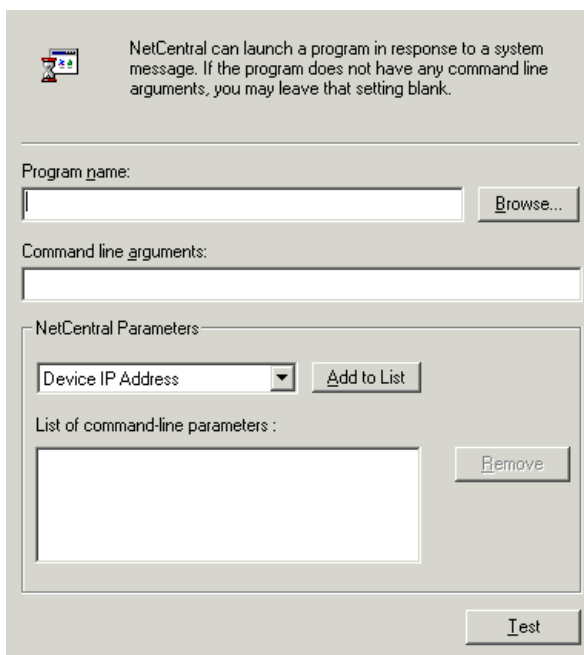 NetCentral can launch a program in response to a system
message. If the program does not have any command line
arguments, you may leave that setting blank.
Program name:
Browse...
Command line arguments:
NetCentral Parameters
Device IP Address
Add to List
List of command-line parameters :
Remove
Test